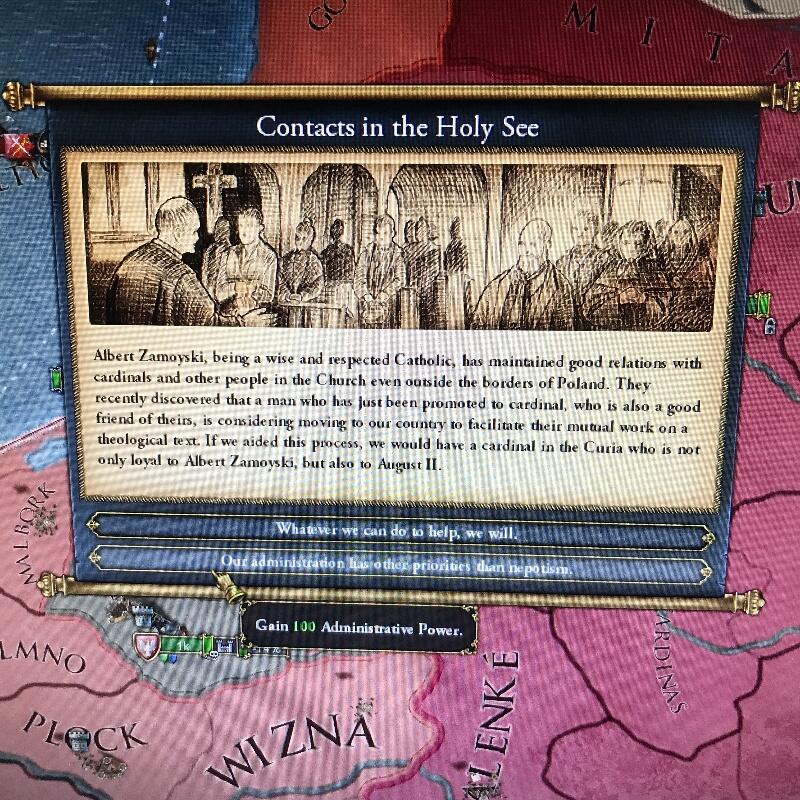 GO
M I T A
Contacts in the Holy See
Albert Zamoyski, being a wise and respected Catholic, has maintained good relations with
cardinals and other people in the Church even outside the borders of Poland. They
recently discovered that a man who has just been promoted to cardinal, who is also a good
friend of theirs, is considering moving to our country to facilitate their mutual work on a
theological text. If we aided this process, we would have a cardinal in the Curia who is not
only loyal to Albert Zamoyski, but also to August II.
Whatever we can do to help, we will.
Our administration has other priorities than nepotism.
Gain 100 Administrative Power.
MALBORK
1k
LMNO
PLOCK
WIZNA
LENKÉ
ARDINAS